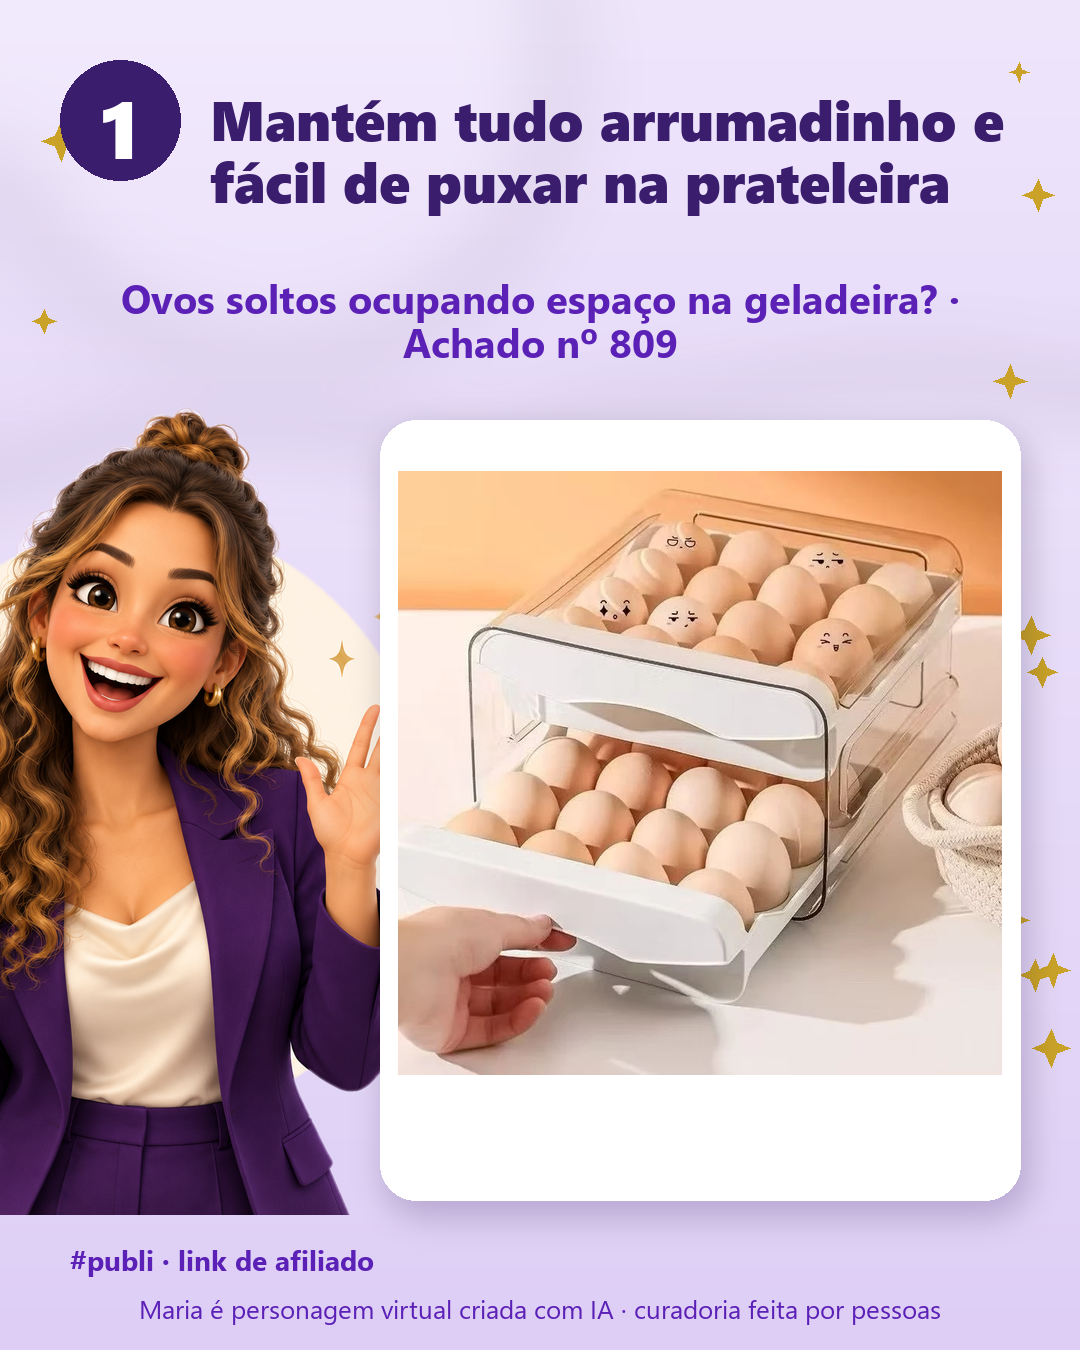 1
Mantém tudo arrumadinho e
fácil de puxar na prateleira
Ovos soltos ocupando espaço na geladeira? ·
Achado nº 809
#publi · link de afiliado
Maria é personagem virtual criada com IA · curadoria feita por pessoas